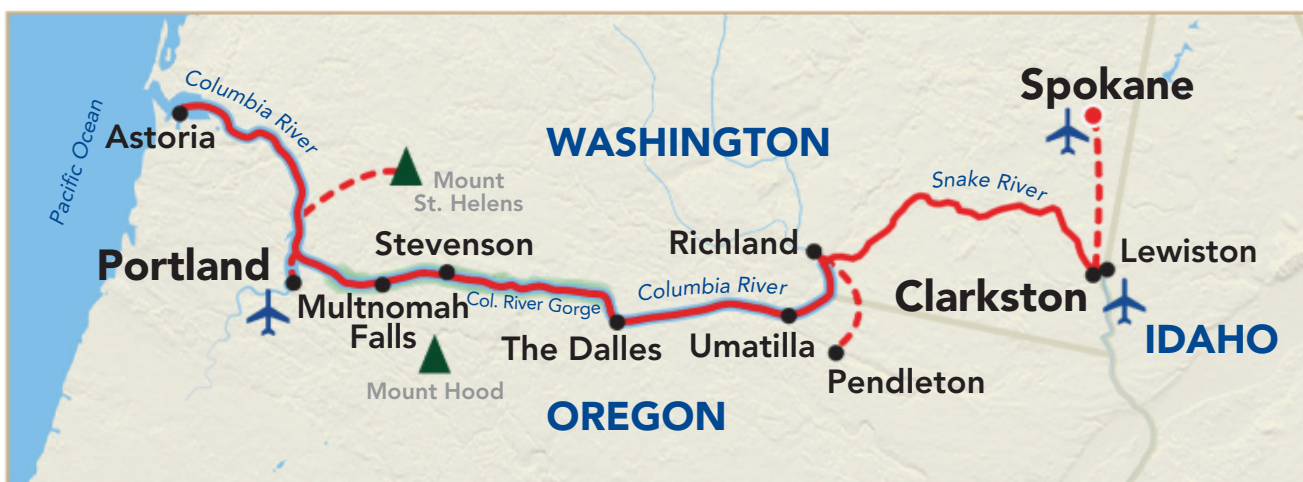 Columbia River
Astoria
Pacific Ocean
WASHINGTON
Spokane
Mount
St. Helens
Snake River
Stevenson
Richland
Lewiston
Portland
Multnomah
Falls
Col. River Gorge
Columbia River
Clarkston
The Dalles
Umatilla
IDAHO
Mount Hood
Pendleton
OREGON